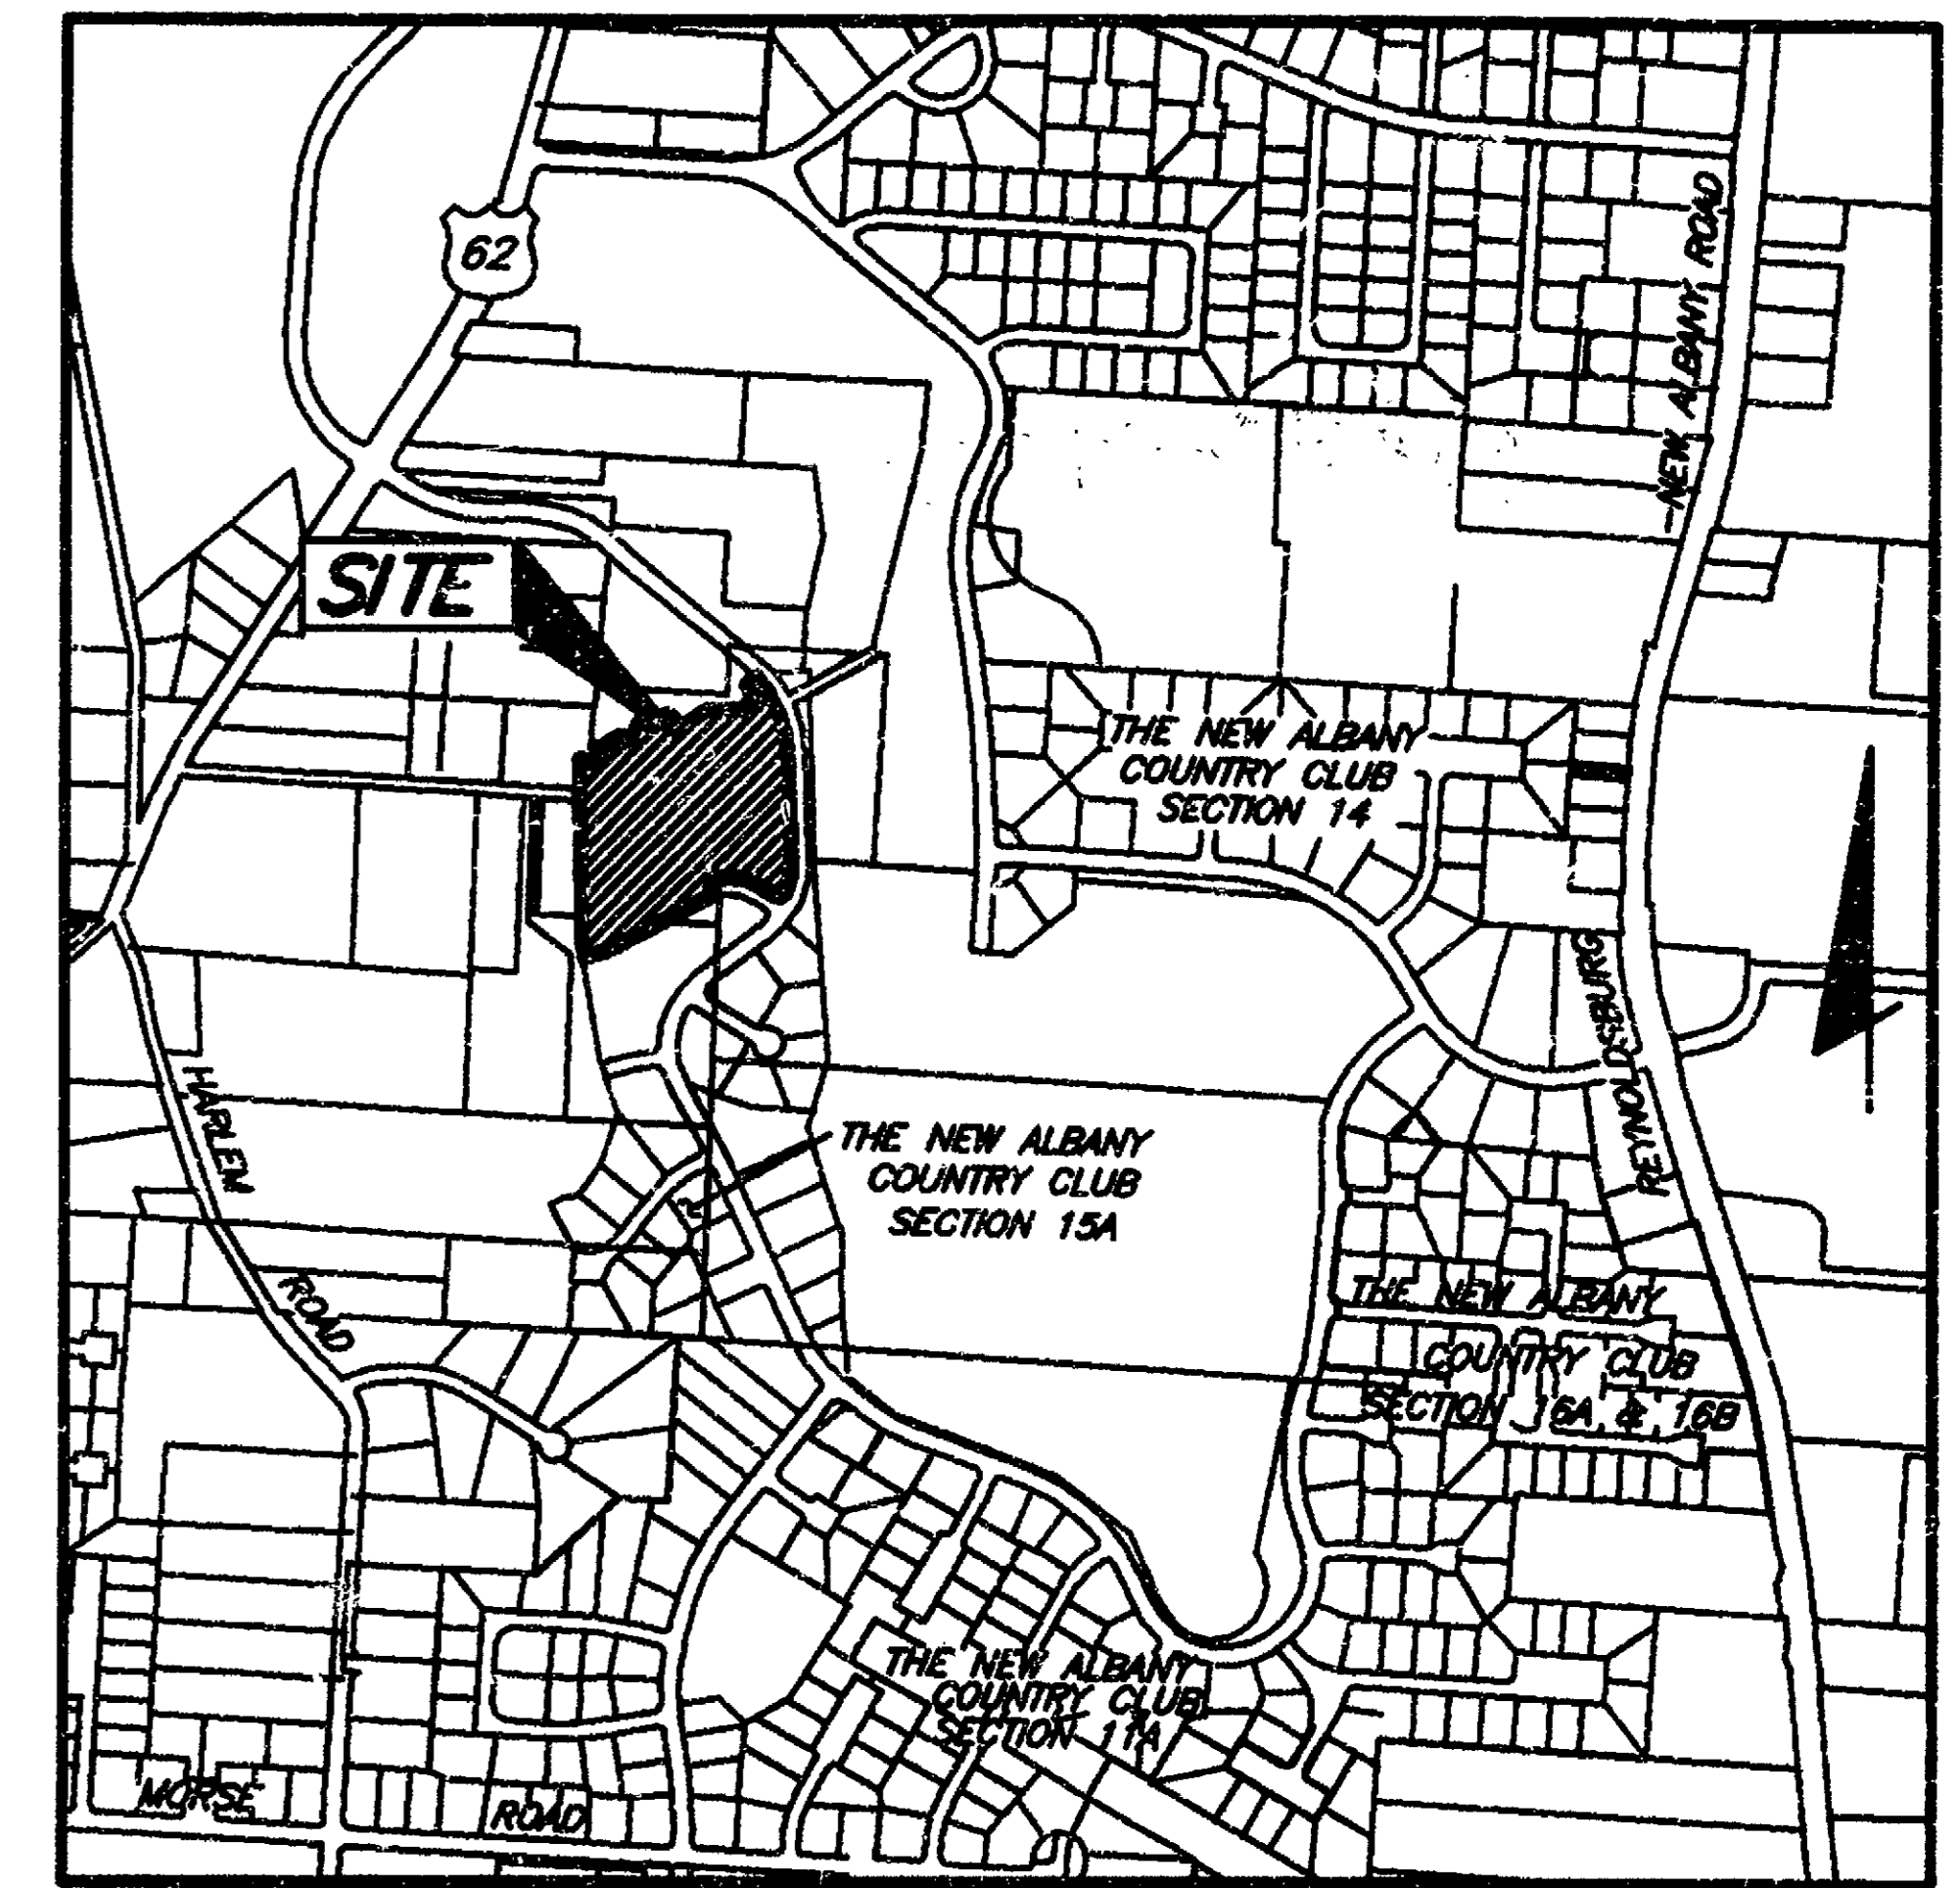 62
NEW ALBANY ROAD
SITE
THE NEW ALBANY
COUNTRY CLUB
SECTION 14
REYNOLDSBURG
HARLEM
ROAD
THE NEW ALBANY
COUNTRY CLUB
SECTION 15A
THE NEW ALBANY
COUNTRY CLUB
SECTION 16A & 16B
THE NEW ALBANY
COUNTRY CLUB
SECTION 11A
MORSE ROAD